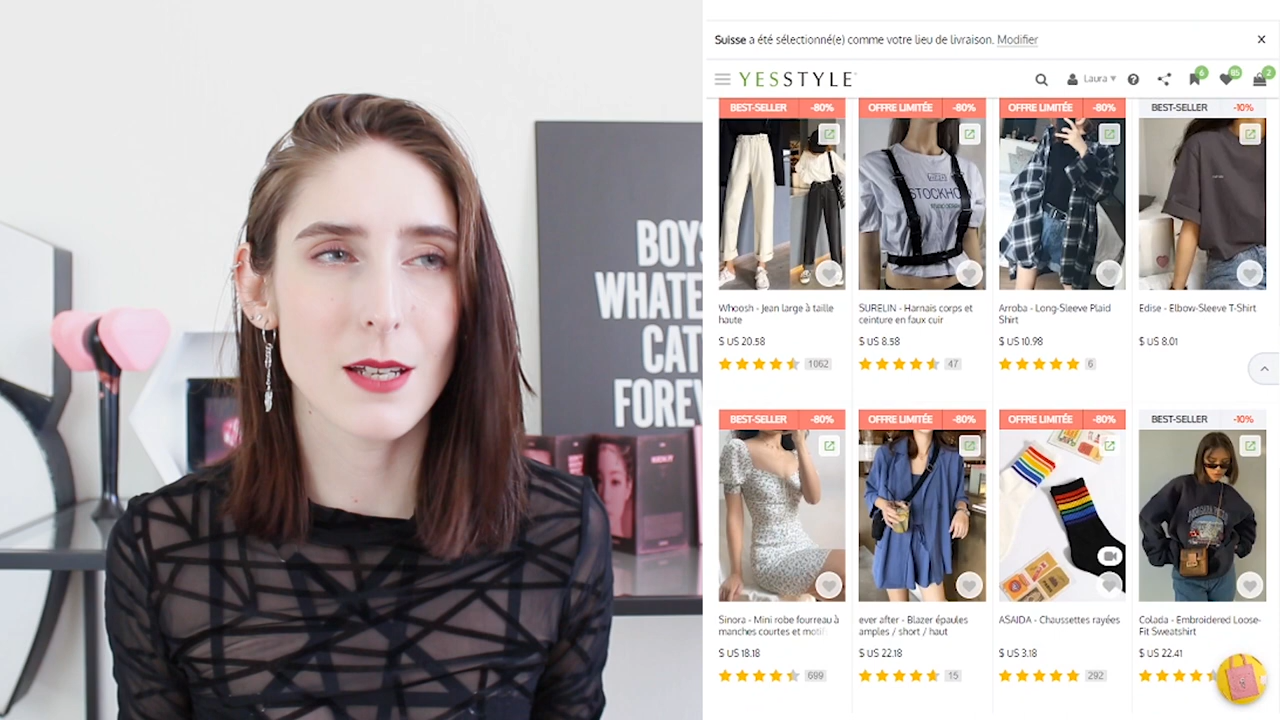 BOYS
WHATE
CAT
FOREV
Suisse a été sélectionné(e) comme votre lieu de livraison. Modifier
YESSTYLE
Laura
6
85
2
BEST-SELLER -80%
OFFRE LIMITÉE -80%
OFFRE LIMITÉE -80%
BEST-SELLER -10%
STOCKHO
Whoosh - Jean large à taille
haute
$ US 20.58
1062
SURELIN - Harnais corps et
ceinture en faux cuir
$ US 8.58
47
Arroba - Long-Sleeve Plaid
Shirt
$ US 10.98
6
Edise - Elbow-Sleeve T-Shirt
$ US 8.01
BEST-SELLER -80%
OFFRE LIMITÉE -80%
OFFRE LIMITÉE -80%
BEST-SELLER -10%
Sinora - Mini robe fourreau à
manches courtes et motif
$ US 18.18
699
ever after - Blazer épaules
amples / short / haut
$ US 22.18
15
ASAIDA - Chaussettes rayées
$ US 3.18
292
Colada - Embroidered Loose-
Fit Sweatshirt
$ US 22.41